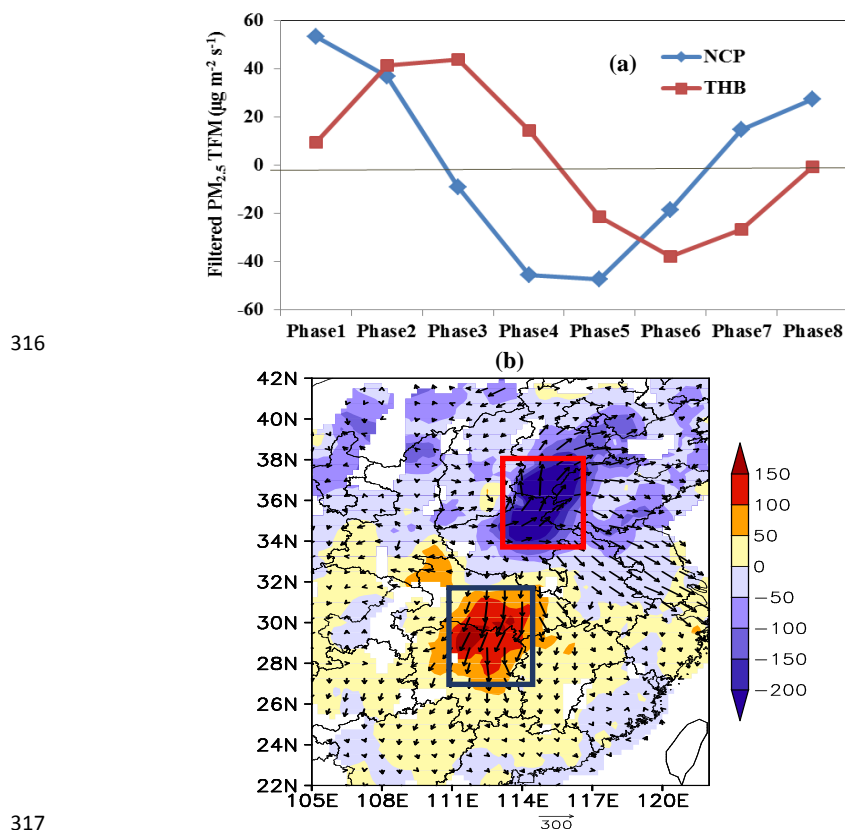 60
40
20
0
-20
-40
-60
Filtered PM2.5 TFM (µg m-2 s-1)
(a)
NCP
THB
Phase1 Phase2 Phase3 Phase4 Phase5 Phase6 Phase7 Phase8
316
(b)
42N
40N
38N
36N
34N
32N
30N
28N
26N
24N
22N
105E 108E 111E 114E 117E 120E
300
150
100
50
0
−50
−100
−150
−200
317